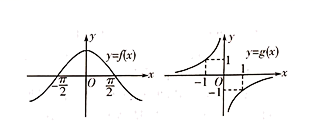 y
y=f(x)
-π/2 O π/2 x
y
y=g(x)
1
-1 O 1 x
-1